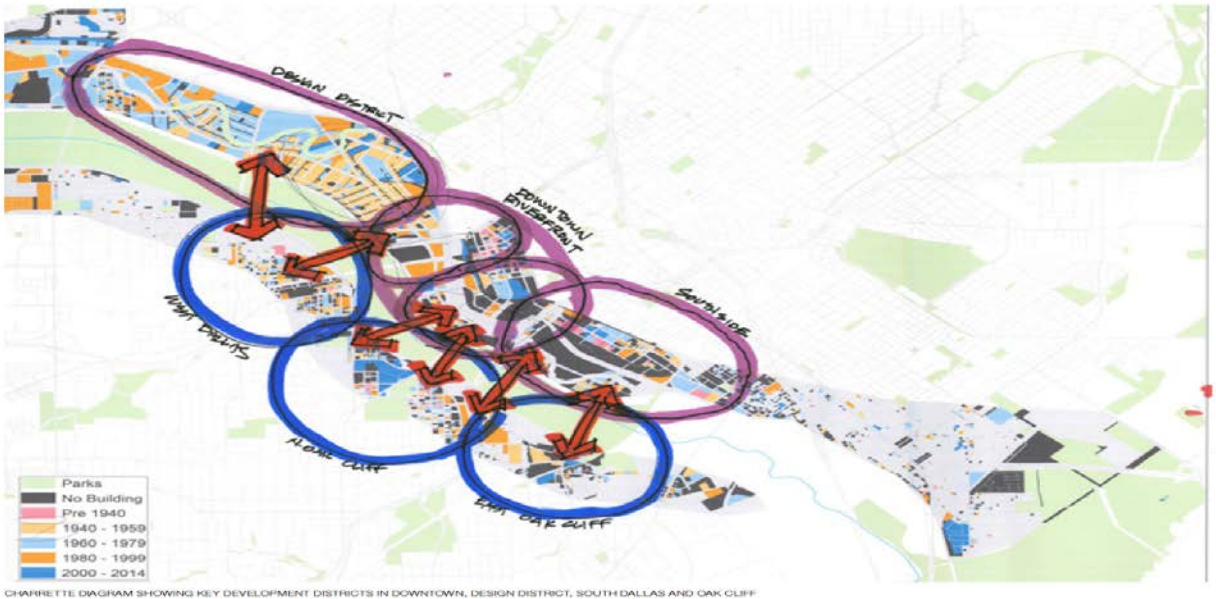 DESIGN DISTRICT
DOWNTOWN
RIVERFRONT
SOUTHSIDE
WEST DALLAS
N. OAK CLIFF
EAST OAK CLIFF
Parks
No Building
Pre 1940
1940 - 1959
1960 - 1979
1980 - 1999
2000 - 2014
CHARRETTE DIAGRAM SHOWING KEY DEVELOPMENT DISTRICTS IN DOWNTOWN, DESIGN DISTRICT, SOUTH DALLAS AND OAK CLIFF